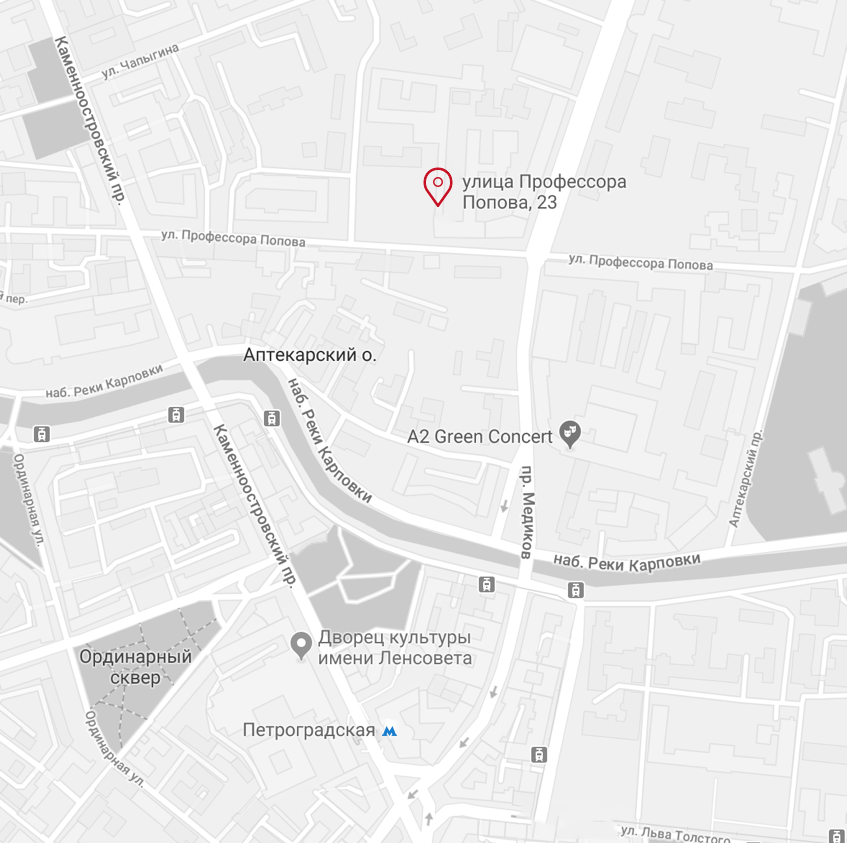 ул. Чапыгина
Каменноостровский пр.
улица Профессора
Попова, 23
ул. Профессора Попова
ул. Профессора Попова
й пер.
Аптекарский о.
наб. Реки Карповки
наб. Реки Карповки
A2 Green Concert
Каменноостровский пр.
Ординарная ул.
пр. Медиков
Аптекарский пр.
наб. Реки Карповки
Дворец культуры
имени Ленсовета
Ординарный
сквер
Петроградская
Ординарная ул.
ул. Льва Толстого